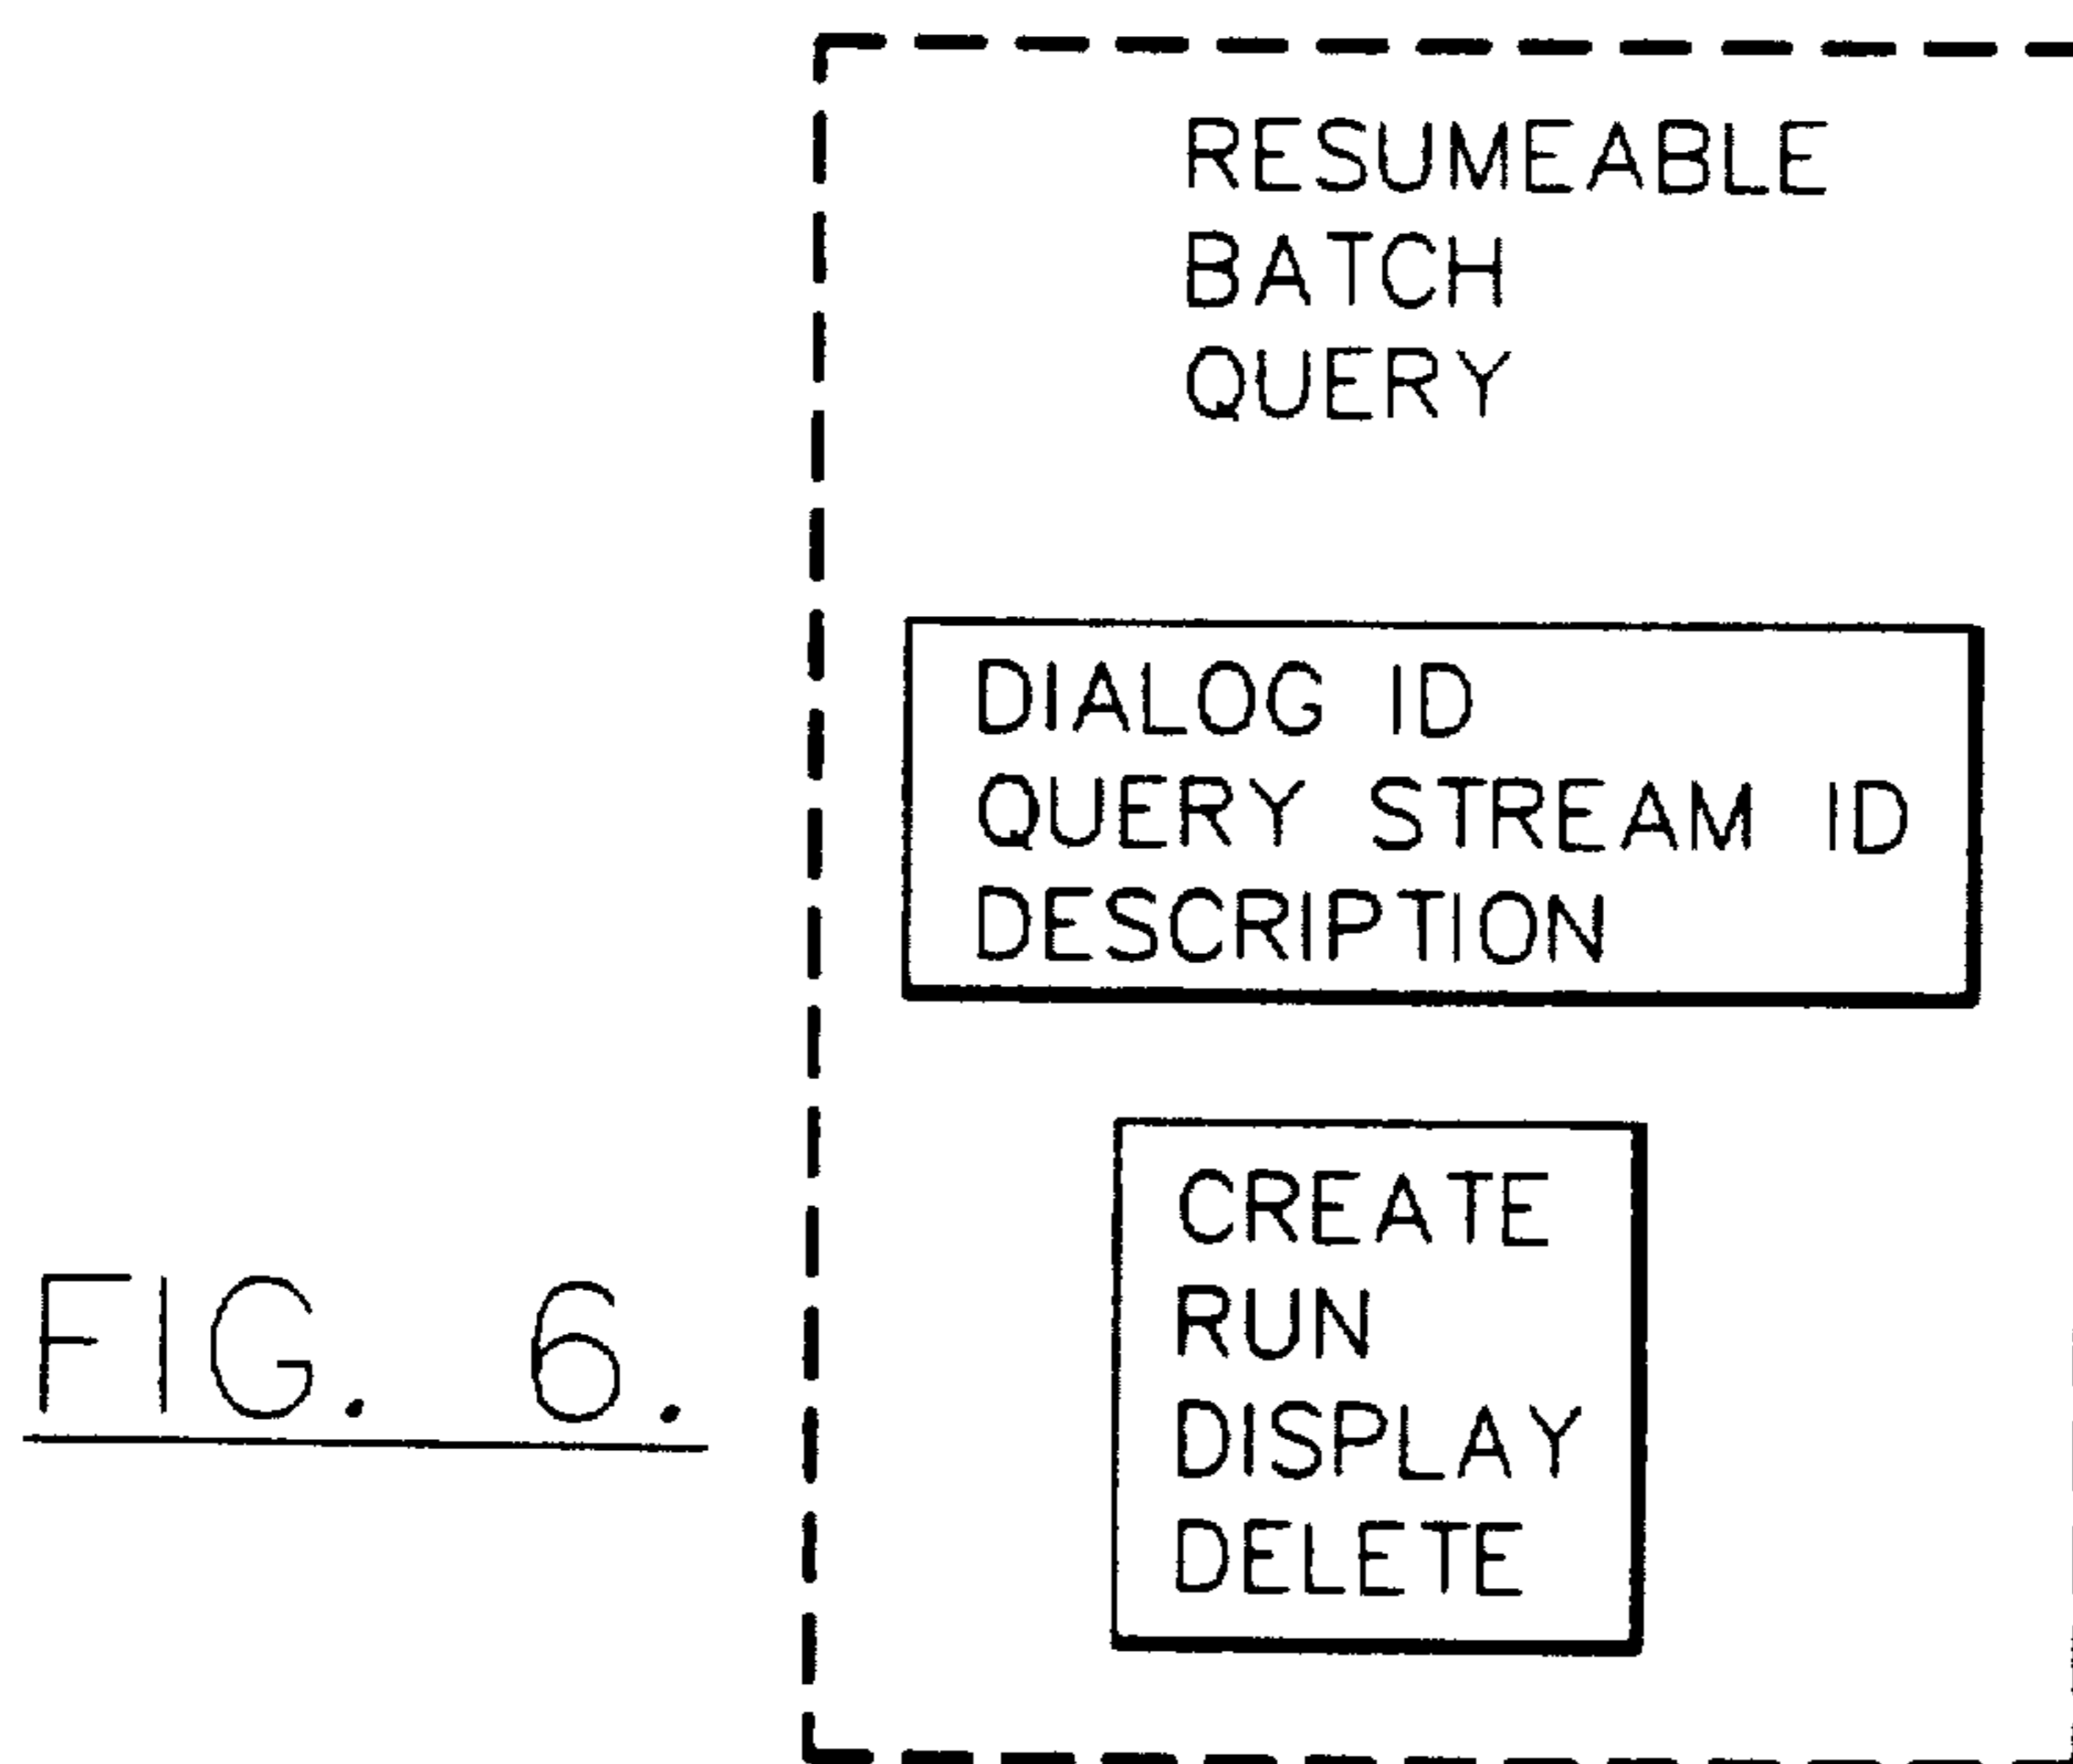 RESUMEABLE
BATCH
QUERY
DIALOG ID
QUERY STREAM ID
DESCRIPTION
CREATE
RUN
DISPLAY
DELETE
FIG. 6.